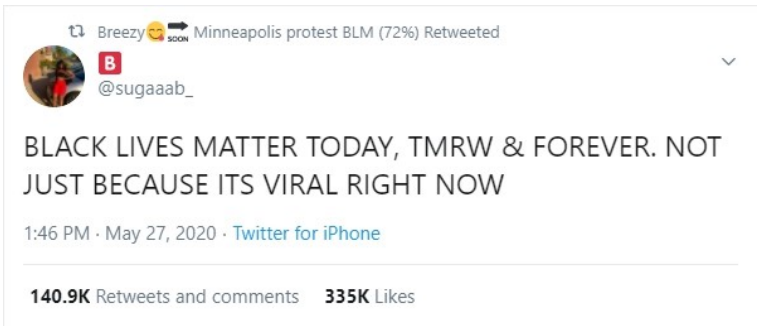 Breezy😋🔜 Minneapolis protest BLM (72%) Retweeted
🅱
@sugaaab_
BLACK LIVES MATTER TODAY, TMRW & FOREVER. NOT
JUST BECAUSE ITS VIRAL RIGHT NOW
1:46 PM · May 27, 2020 · Twitter for iPhone
140.9K Retweets and comments 335K Likes